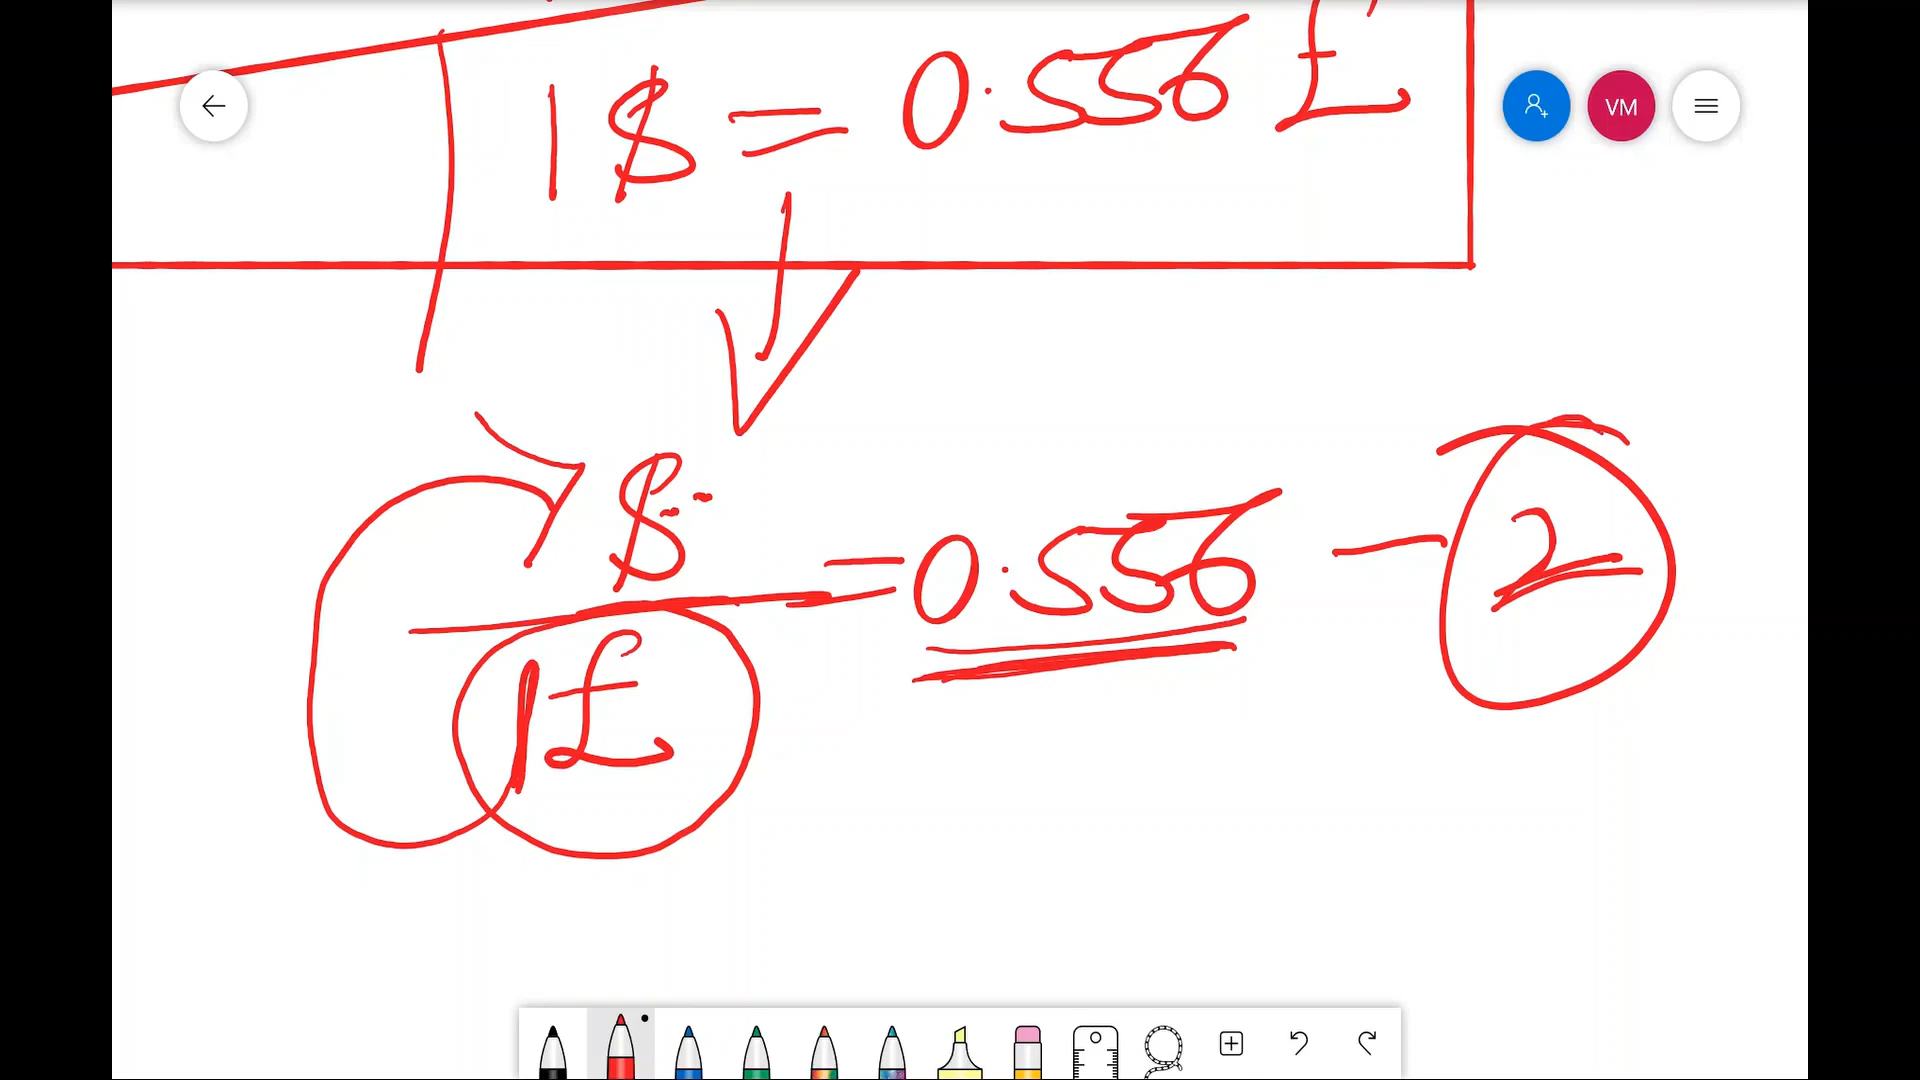 1 $ = 0.556 £
VM
$
= 0.556 — 2
1£